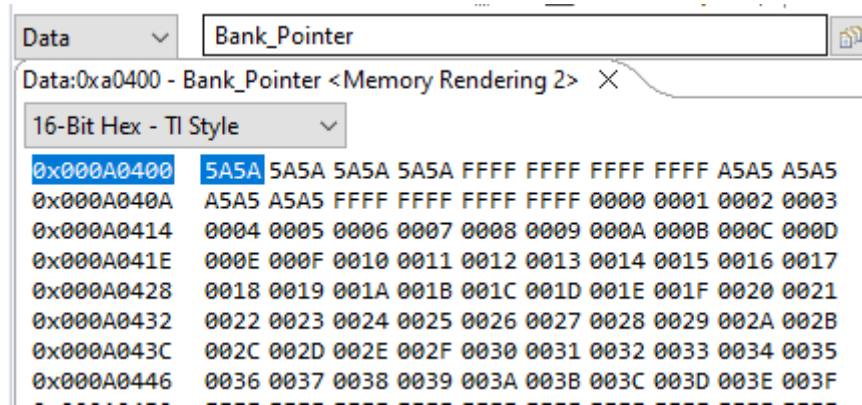 Data Bank_Pointer
Data:0xa0400 - Bank_Pointer <Memory Rendering 2>
16-Bit Hex - TI Style
0x000A0400 5A5A 5A5A 5A5A 5A5A FFFF FFFF FFFF FFFF A5A5 A5A5
0x000A040A A5A5 A5A5 FFFF FFFF FFFF FFFF 0000 0001 0002 0003
0x000A0414 0004 0005 0006 0007 0008 0009 000A 000B 000C 000D
0x000A041E 000E 000F 0010 0011 0012 0013 0014 0015 0016 0017
0x000A0428 0018 0019 001A 001B 001C 001D 001E 001F 0020 0021
0x000A0432 0022 0023 0024 0025 0026 0027 0028 0029 002A 002B
0x000A043C 002C 002D 002E 002F 0030 0031 0032 0033 0034 0035
0x000A0446 0036 0037 0038 0039 003A 003B 003C 003D 003E 003F